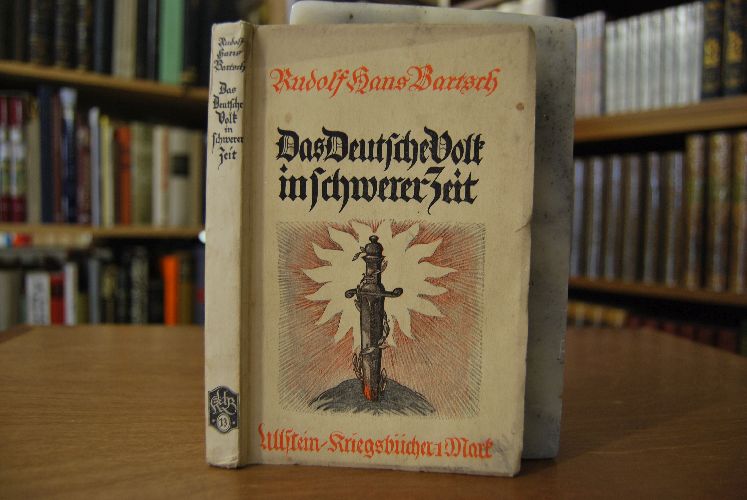 Rudolf
Hans
Bartsch
Das
Deutsche
Volk
in
schwerer
Zeit
Rudolf Hans Bartsch
Das Deutsche Volk
in schwerer Zeit
Ullstein-Kriegsbücher 1 Mark